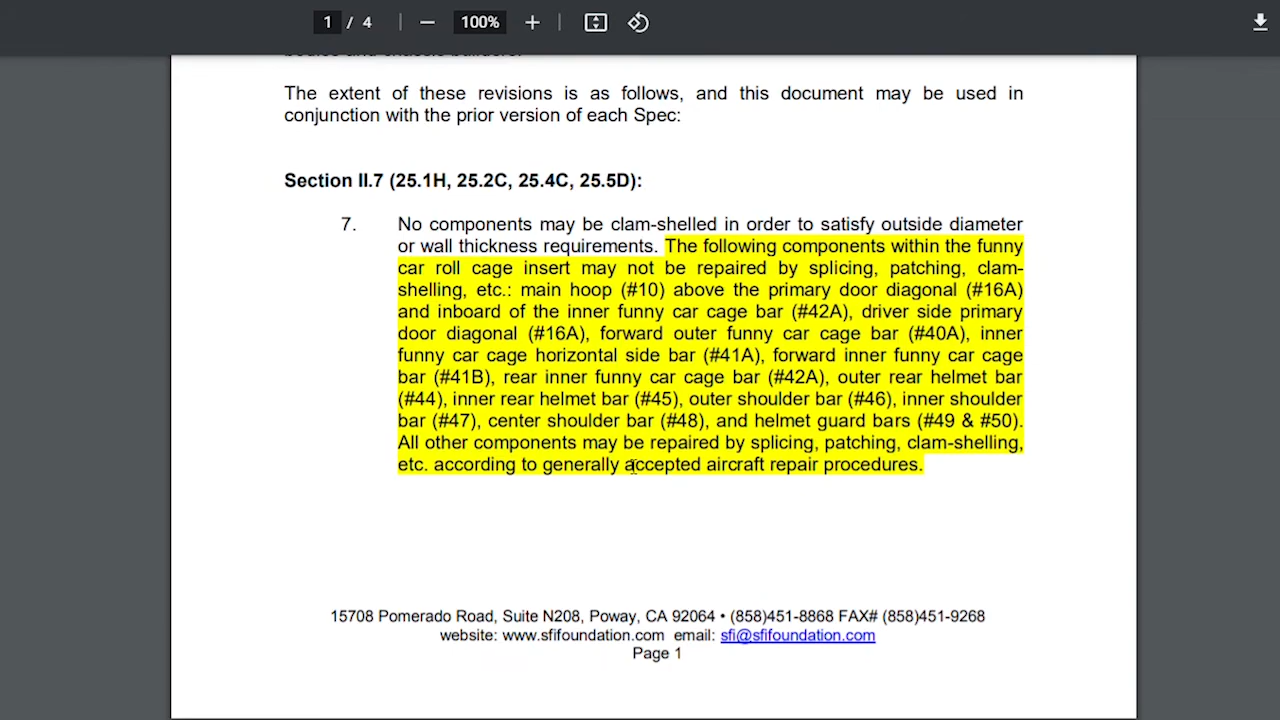 1 / 4 100%
bodies and chassis builders.
The extent of these revisions is as follows, and this document may be used in
conjunction with the prior version of each Spec:
Section II.7 (25.1H, 25.2C, 25.4C, 25.5D):
7. No components may be clam-shelled in order to satisfy outside diameter
or wall thickness requirements. The following components within the funny
car roll cage insert may not be repaired by splicing, patching, clam-
shelling, etc.: main hoop (#10) above the primary door diagonal (#16A)
and inboard of the inner funny car cage bar (#42A), driver side primary
door diagonal (#16A), forward outer funny car cage bar (#40A), inner
funny car cage horizontal side bar (#41A), forward inner funny car cage
bar (#41B), rear inner funny car cage bar (#42A), outer rear helmet bar
(#44), inner rear helmet bar (#45), outer shoulder bar (#46), inner shoulder
bar (#47), center shoulder bar (#48), and helmet guard bars (#49 & #50).
All other components may be repaired by splicing, patching, clam-shelling,
etc. according to generally accepted aircraft repair procedures.
15708 Pomerado Road, Suite N208, Poway, CA 92064 • (858)451-8868 FAX# (858)451-9268
website: www.sfifoundation.com email: sfi@sfifoundation.com
Page 1